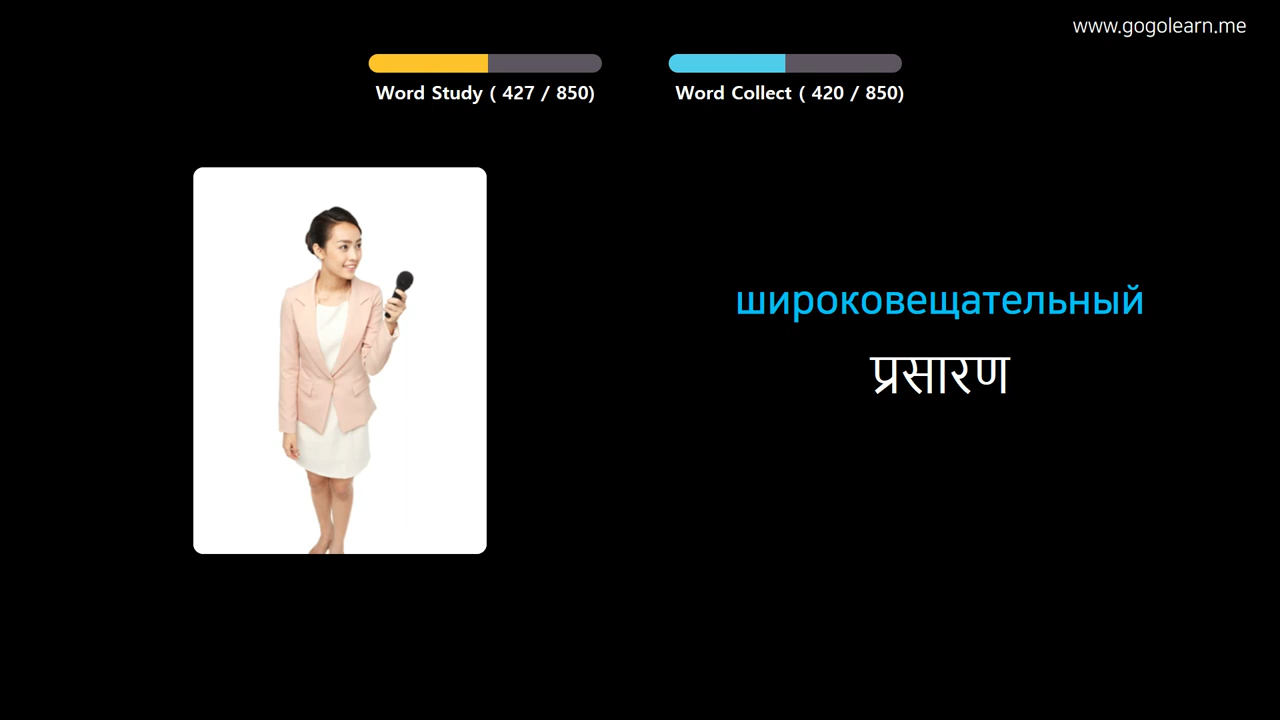 www.gogolearn.me
Word Study ( 427 / 850)
Word Collect ( 420 / 850)
широковещательный
प्रसारण